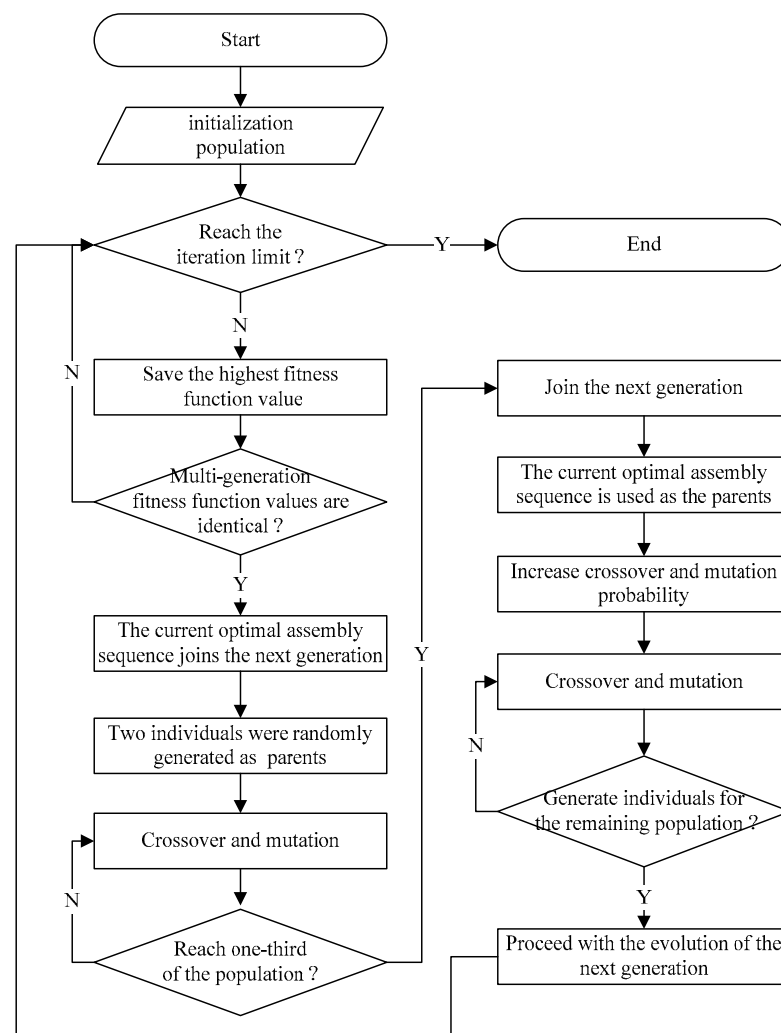 Start
initialization
population
Reach the
iteration limit ?
Y
End
N
Save the highest fitness
function value
N
Multi-generation
fitness function values are
identical ?
Y
The current optimal assembly
sequence joins the next generation
Two individuals were randomly
generated as parents
Crossover and mutation
N
Reach one-third
of the population ?
Y
Join the next generation
The current optimal assembly
sequence is used as the parents
Increase crossover and mutation
probability
Crossover and mutation
N
Generate individuals for
the remaining population ?
Y
Proceed with the evolution of the
next generation